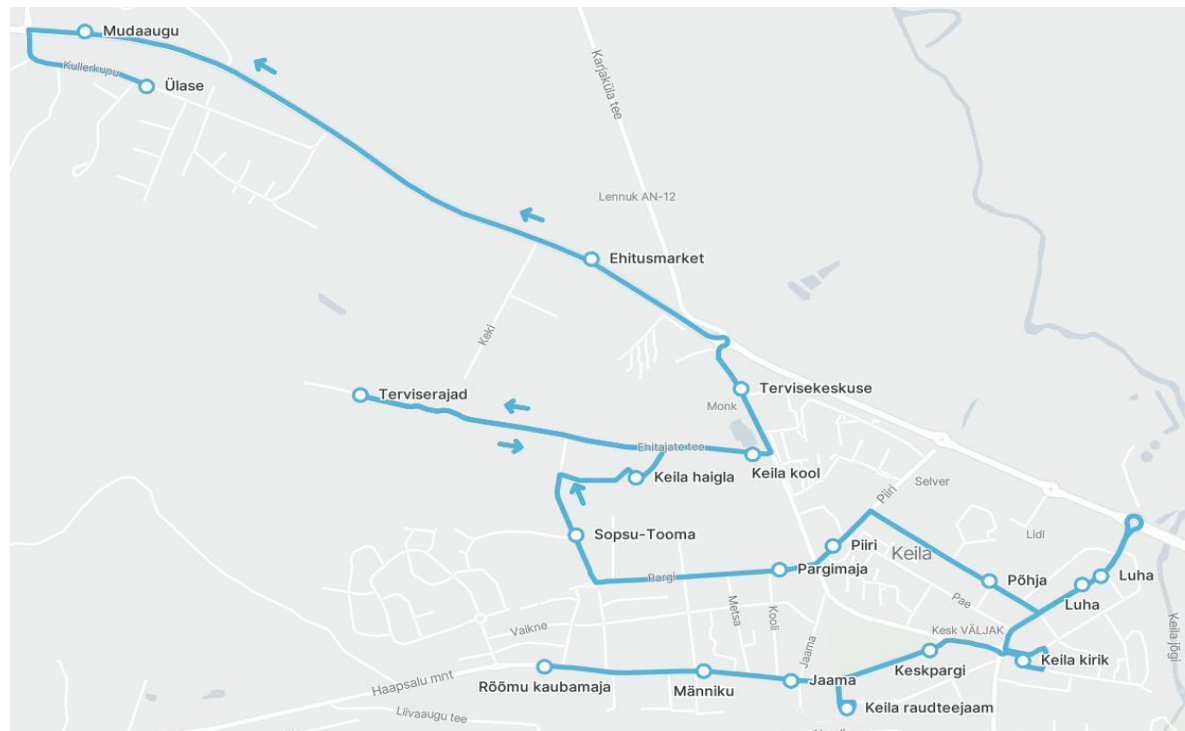 Mudaaugu
Kullerkupu
Ülase
Karjaküla tee
Lennuk AN-12
Ehitusmarket
Keki
Terviserajad
Tervisekeskuse
Monk
Ehitajate tee
Keila kool
Keila haigla
Piiri
Selver
Sopsu-Tooma
Lidl
Piiri
Keila
Pargimaja
Põhja
Luha
Pargi
Luha
Metsa
Kooli
Pae
Vaikne
Jaama
Kesk VÄLJAK
Keila jõgi
Keila kirik
Keskpargi
Haapsalu mnt
Rõõmu kaubamaja
Männiku
Jaama
Keila raudteejaam
Liivaaugu tee